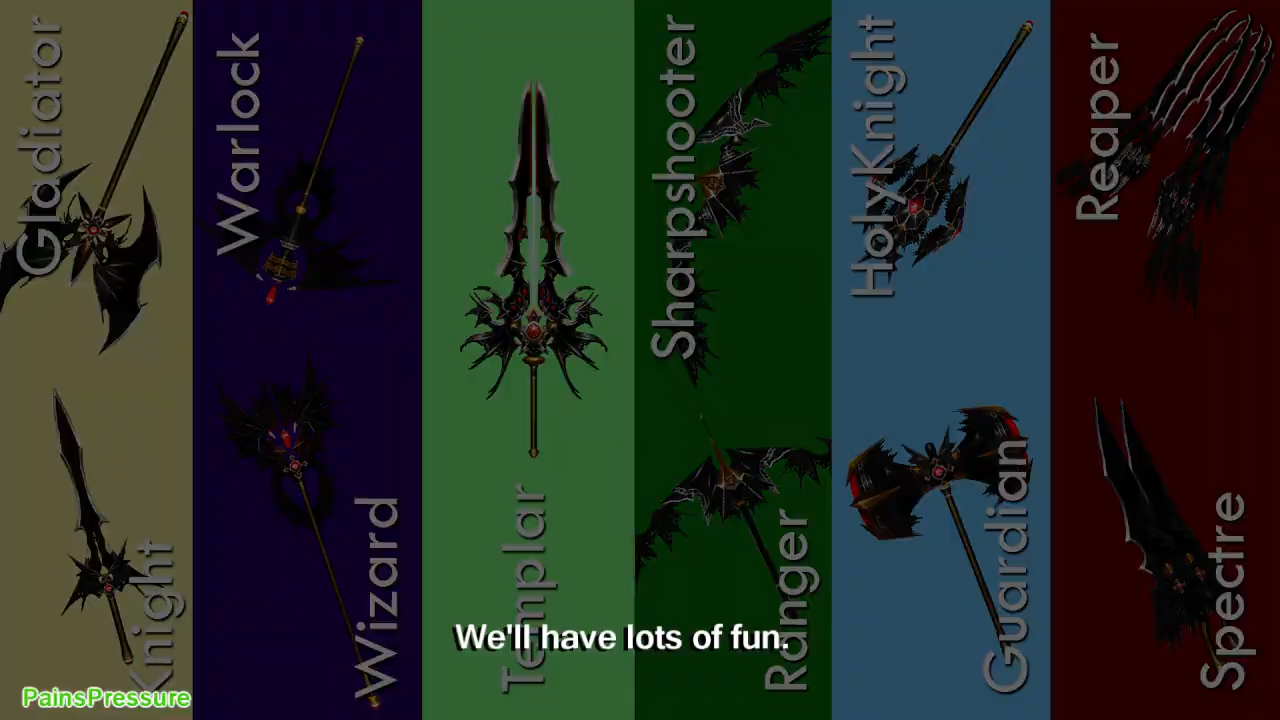 Gladiator
Knight
Warlock
Wizard
Templar
Sharpshooter
Ranger
HolyKnight
Guardian
Reaper
Spectre
We'll have lots of fun.
PainsPressure